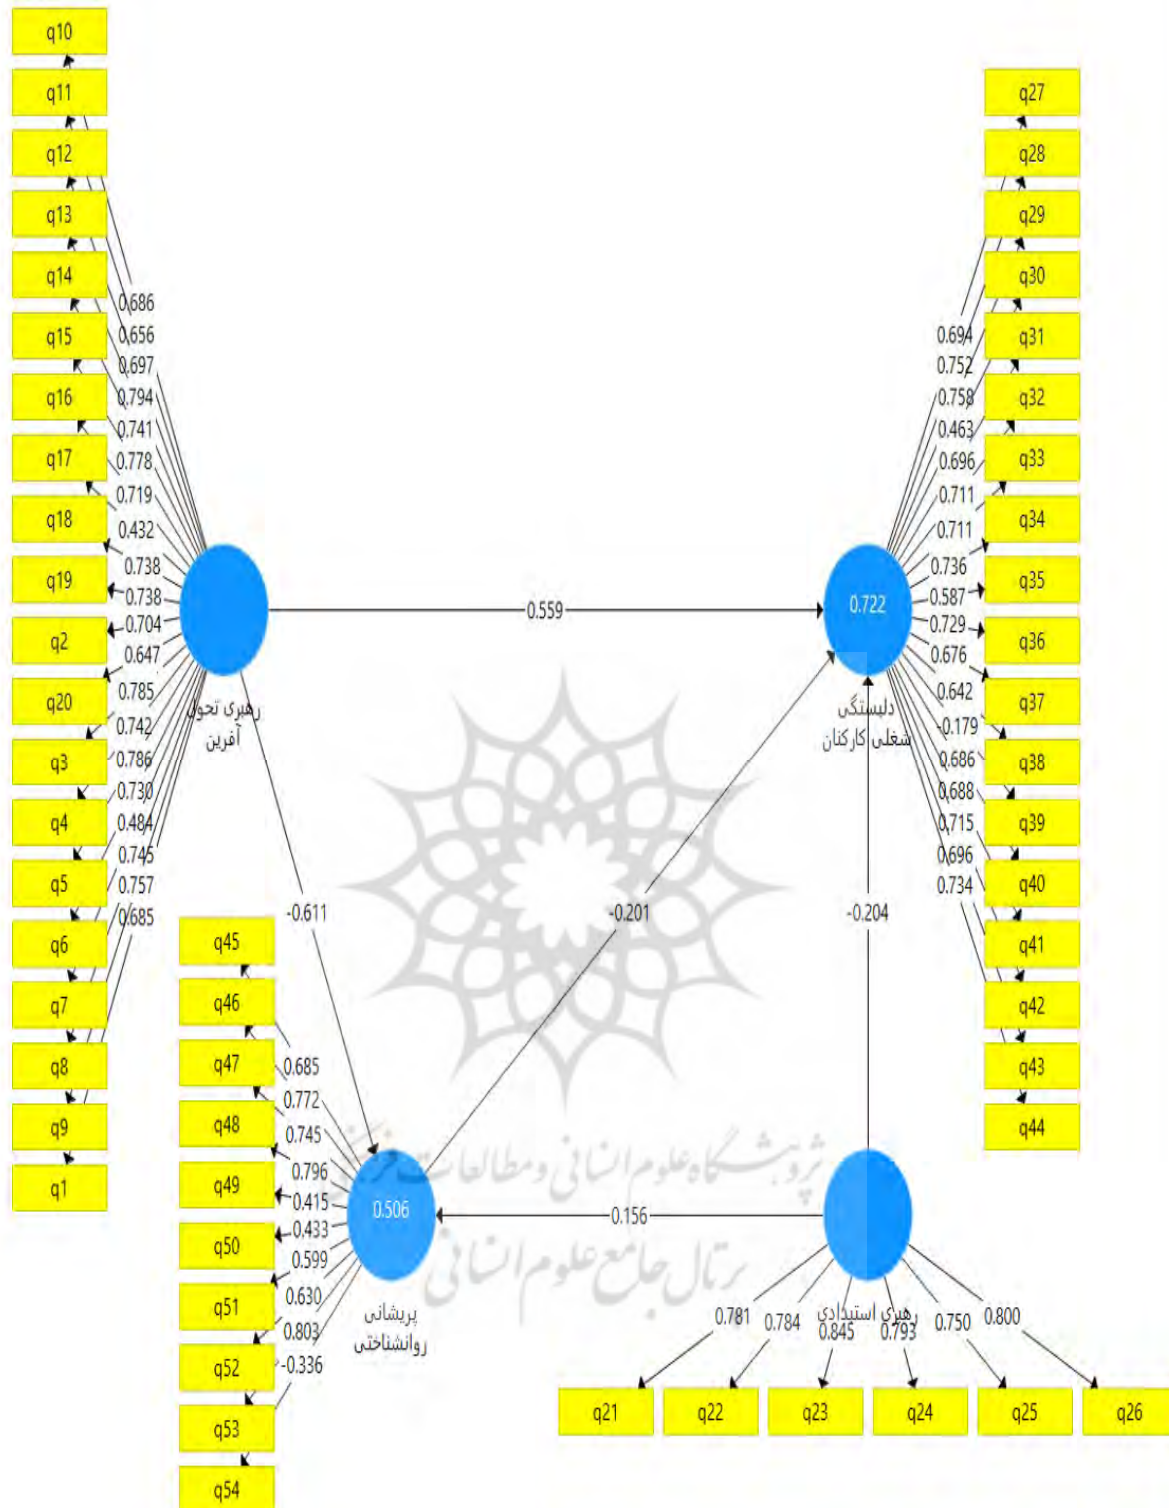 q10
q11
q12
q13
q14
q15
q16
q17
q18
q19
q2
q20
q3
q4
q5
q6
q7
q8
q9
q1
0.686
0.656
0.697
0.794
0.741
0.778
0.719
0.432
0.738
0.738
0.704
0.647
0.785
0.742
0.786
0.730
0.484
0.745
0.757
0.685
رهبری تحول
آفرین
0.559
-0.611
-0.201
-0.204
0.156
q27
q28
q29
q30
q31
q32
q33
q34
q35
q36
q37
q38
q39
q40
q41
q42
q43
q44
0.694
0.752
0.758
0.463
0.696
0.711
0.711
0.736
0.587
0.729
0.676
0.642
-0.179
0.686
0.688
0.715
0.696
0.734
0.722
دلبستگی
شغلی کارکنان
q45
q46
q47
q48
q49
q50
q51
q52
q53
q54
0.685
0.772
0.745
0.796
0.415
0.433
0.599
0.630
0.803
-0.336
0.506
پریشانی
روانشناختی
پژوهشگاه علوم انسانی و مطالعات فرهنگی
پرتال جامع علوم انسانی
رهبری استبدادی
0.781
0.784
0.845
0.793
0.750
0.800
q21
q22
q23
q24
q25
q26